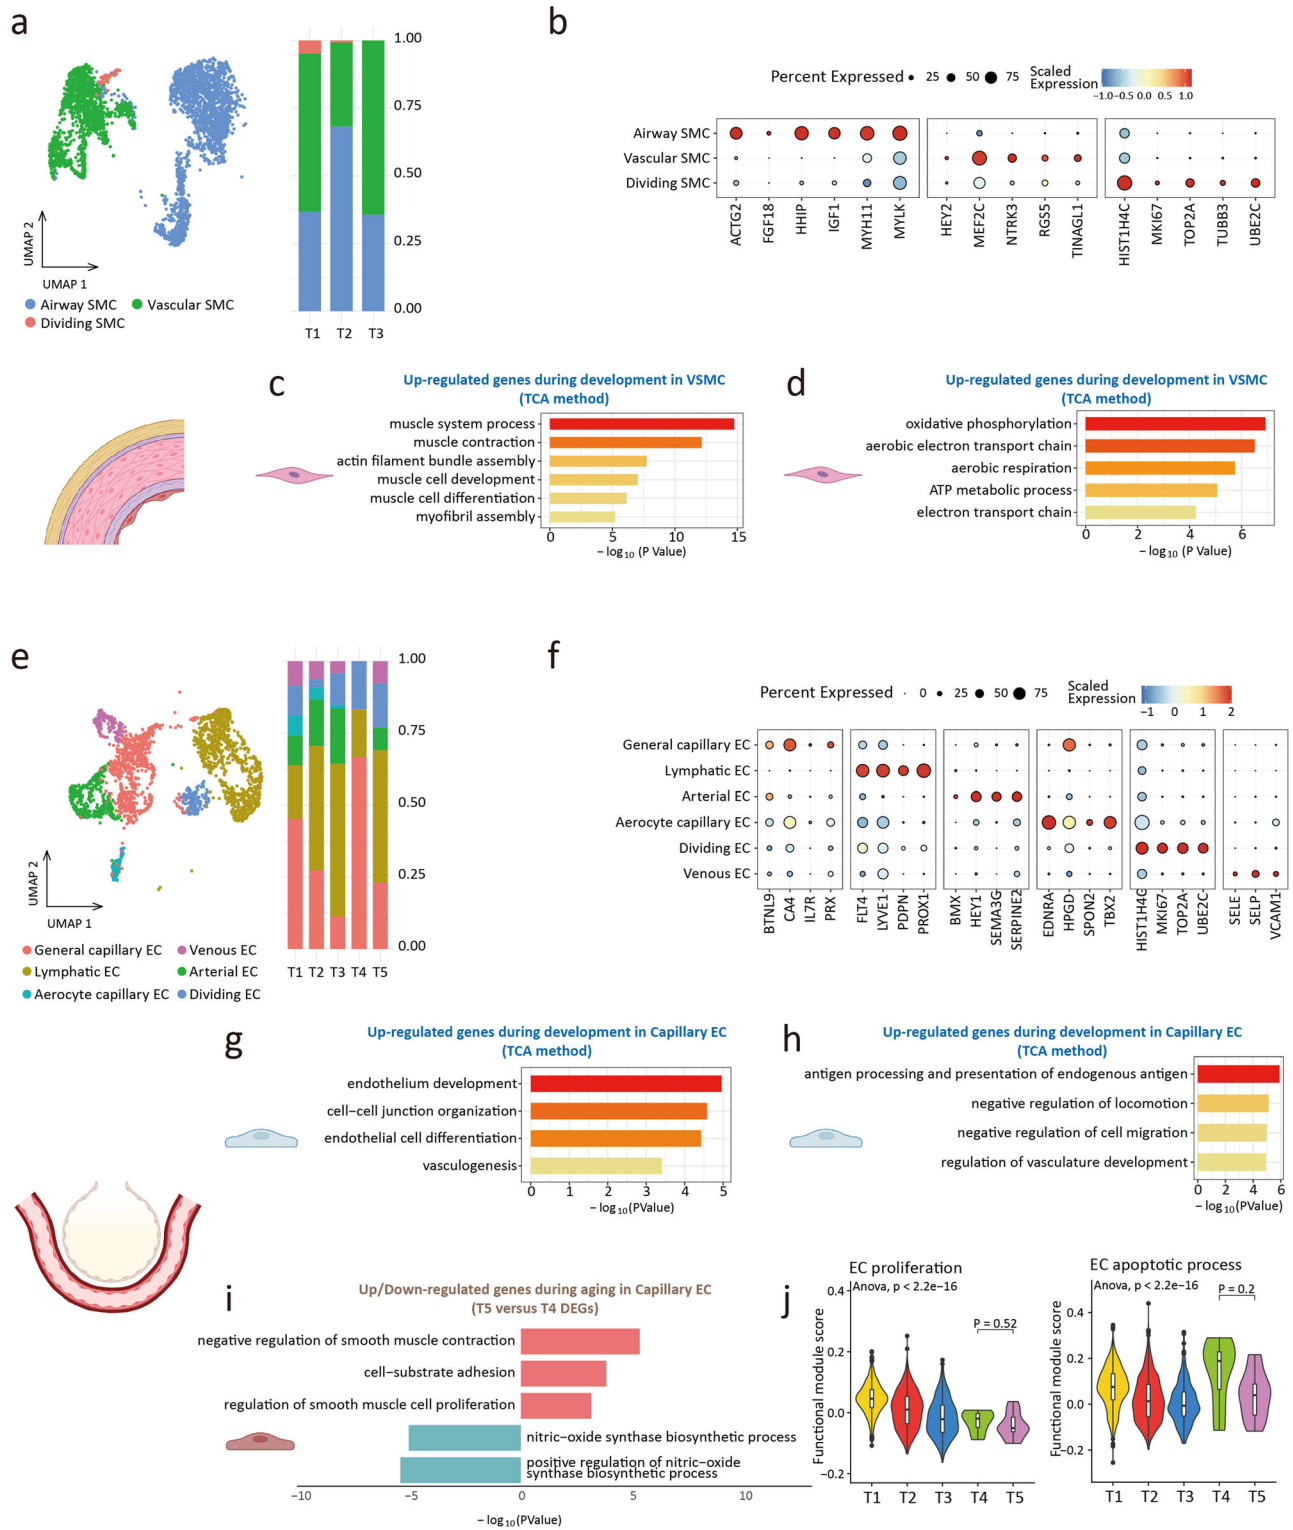 a
1.00
0.75
0.50
0.25
0.00
UMAP 2
UMAP 1
T1 T2 T3
Airway SMC Vascular SMC
Dividing SMC
b
Percent Expressed 25 50 75 Scaled Expression −1.0 −0.5 0.0 0.5 1.0
Airway SMC
Vascular SMC
Dividing SMC
ACTG2 FGF18 HHIP IGF1 MYH11 MYLK HEY2 MEF2C NTRK3 RGS5 TINAGL1 HIST1H4C MKI67 TOP2A TUBB3 UBE2C
c
Up-regulated genes during development in VSMC
(TCA method)
muscle system process
muscle contraction
actin filament bundle assembly
muscle cell development
muscle cell differentiation
myofibril assembly
0 5 10 15
− log10 (P Value)
d
Up-regulated genes during development in VSMC
(TCA method)
oxidative phosphorylation
aerobic electron transport chain
aerobic respiration
ATP metabolic process
electron transport chain
0 2 4 6
− log10 (P Value)
e
1.00
0.75
0.50
0.25
0.00
UMAP 2
UMAP 1
T1 T2 T3 T4 T5
General capillary EC Venous EC
Lymphatic EC Arterial EC
Aerocyte capillary EC Dividing EC
f
Percent Expressed 0 25 50 75 Scaled Expression −1 0 1 2
General capillary EC
Lymphatic EC
Arterial EC
Aerocyte capillary EC
Dividing EC
Venous EC
BTNL9 CA4 IL7R PRX FLT4 LYVE1 PDPN PROX1 BMX HEY1 SEMA3G SERPINE2 EDNRA HPGD SPON2 TBX2 HIST1H4C MKI67 TOP2A UBE2C SELE SELP VCAM1
g
Up-regulated genes during development in Capillary EC
(TCA method)
endothelium development
cell−cell junction organization
endothelial cell differentiation
vasculogenesis
0 1 2 3 4 5
− log10(PValue)
h
Up-regulated genes during development in Capillary EC
(TCA method)
antigen processing and presentation of endogenous antigen
negative regulation of locomotion
negative regulation of cell migration
regulation of vasculature development
0 2 4 6
− log10(PValue)
i
Up/Down-regulated genes during aging in Capillary EC
(T5 versus T4 DEGs)
negative regulation of smooth muscle contraction
cell−substrate adhesion
regulation of smooth muscle cell proliferation
nitric−oxide synthase biosynthetic process
positive regulation of nitric−oxide
synthase biosynthetic process
−10 −5 0 5 10
− log10(PValue)
j
EC proliferation
Anova, p < 2.2e−16
P = 0.52
Functional module score
0.4
0.2
0.0
−0.2
T1 T2 T3 T4 T5
EC apoptotic process
Anova, p < 2.2e−16
P = 0.2
Functional module score
0.4
0.2
0.0
−0.2
T1 T2 T3 T4 T5